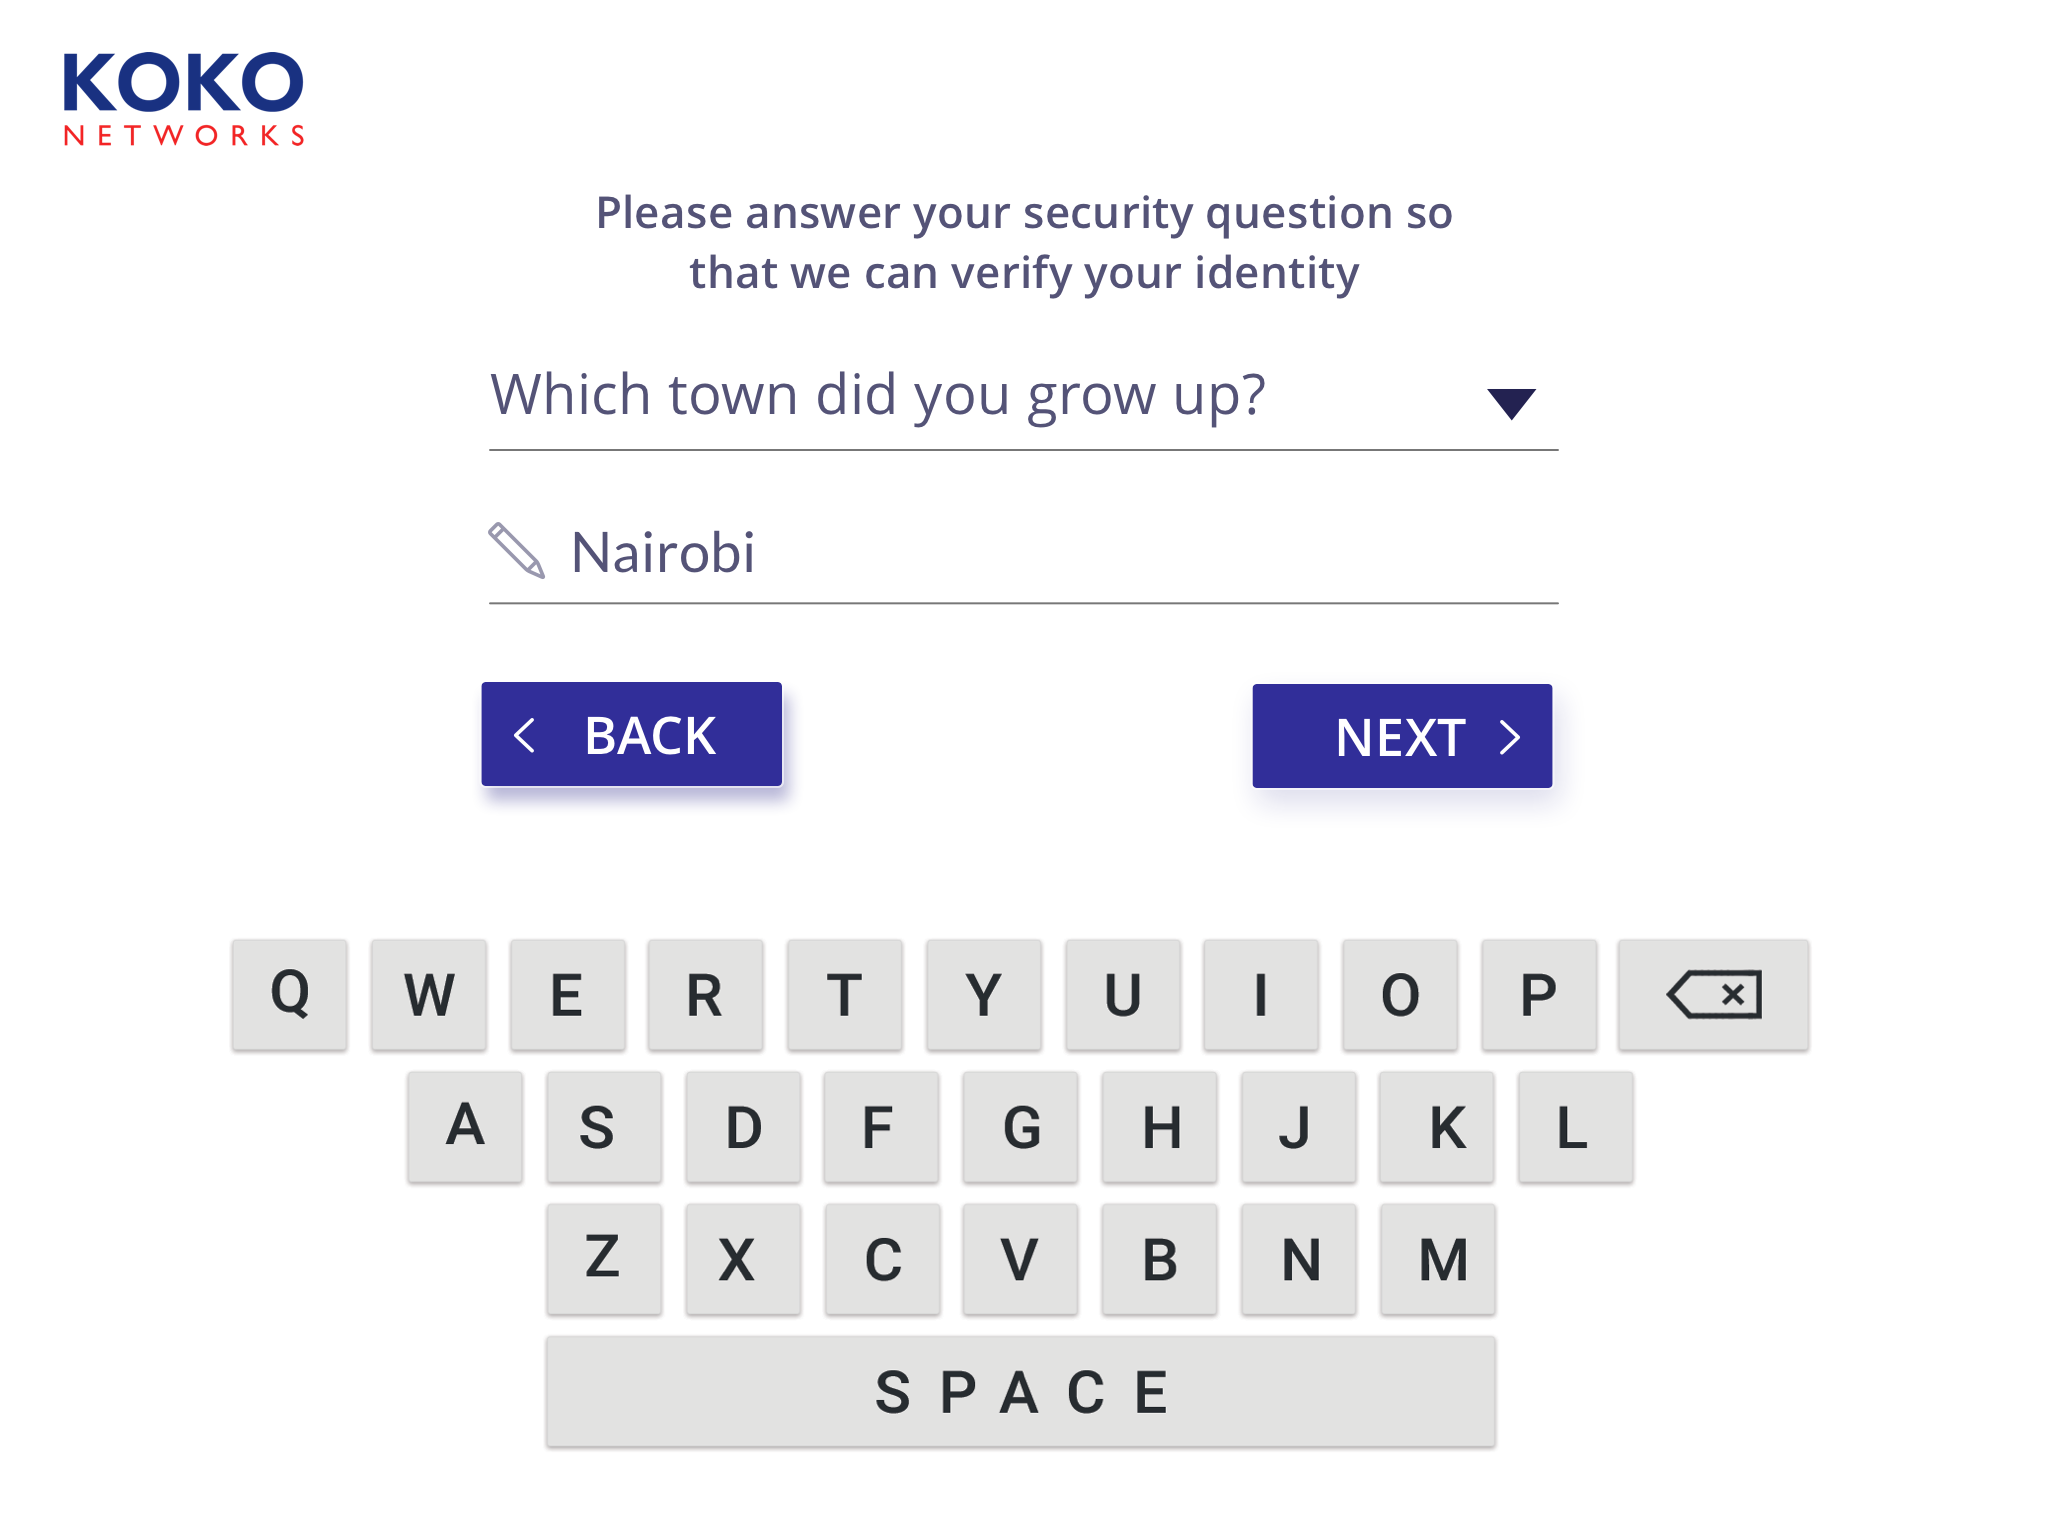 KOKO
NETWORKS
Please answer your security question so
that we can verify your identity
Which town did you grow up?
Nairobi
BACK
NEXT
Q W E R T Y U I O P
A S D F G H J K L
Z X C V B N M
SPACE